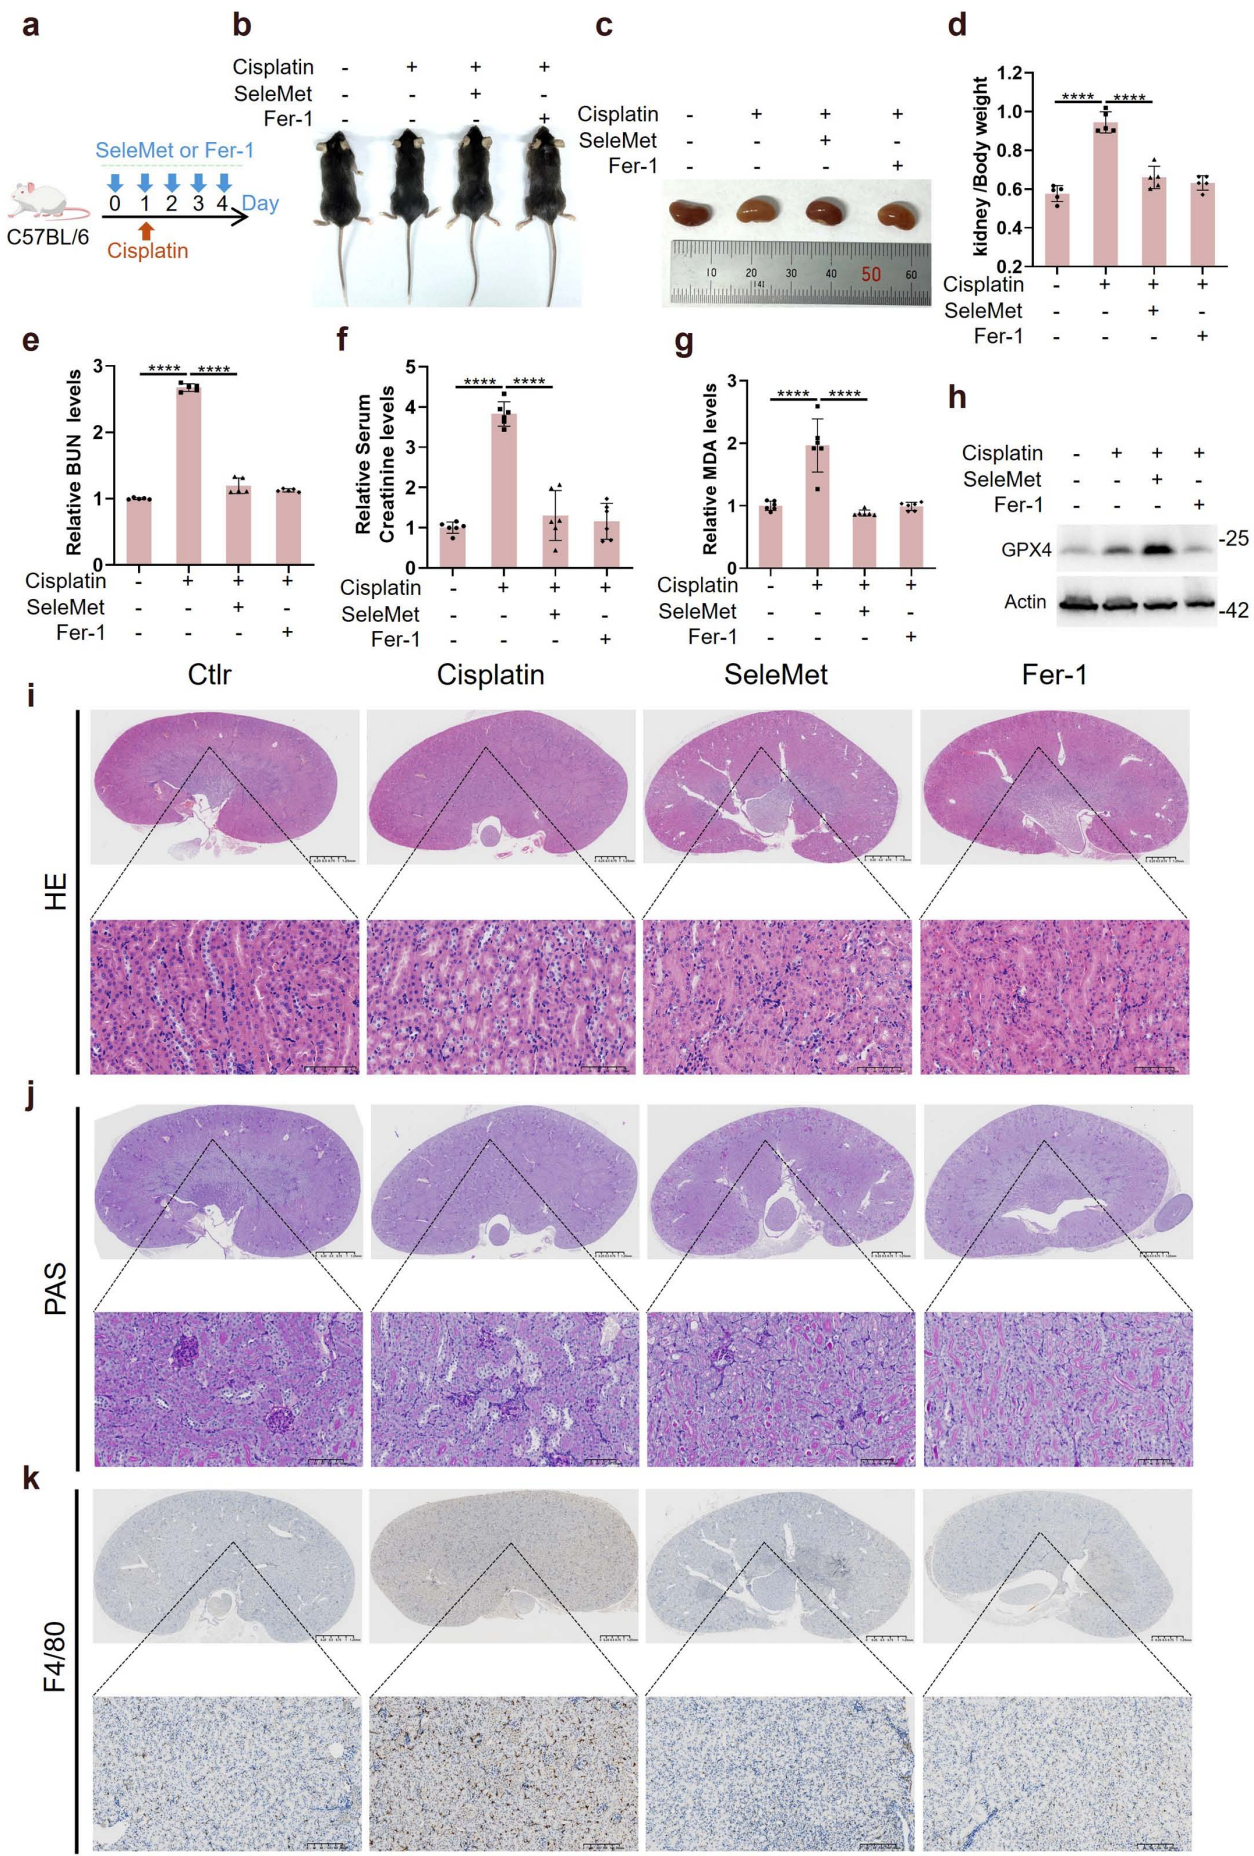 a
SeleMet or Fer-1
0 1 2 3 4 Day
C57BL/6
Cisplatin
b
Cisplatin - + + +
SeleMet - - + -
Fer-1 - - - +
c
Cisplatin - + + +
SeleMet - - + -
Fer-1 - - - +
10 20 30 40 50 60
141
d
kidney /Body weight
1.2
1.0
0.8
0.6
0.4
0.2
**** ****
Cisplatin - + + +
SeleMet - - + -
Fer-1 - - - +
e
Relative BUN levels
3
2
1
0
**** ****
Cisplatin - + + +
SeleMet - - + -
Fer-1 - - - +
f
Relative Serum
Creatinine levels
5
4
3
2
1
0
**** ****
Cisplatin - + + +
SeleMet - - + -
Fer-1 - - - +
g
Relative MDA levels
3
2
1
0
**** ****
Cisplatin - + + +
SeleMet - - + -
Fer-1 - - - +
h
Cisplatin - + + +
SeleMet - - + -
Fer-1 - - - +
GPX4 -25
Actin -42
Ctlr Cisplatin SeleMet Fer-1
i
HE
j
PAS
k
F4/80